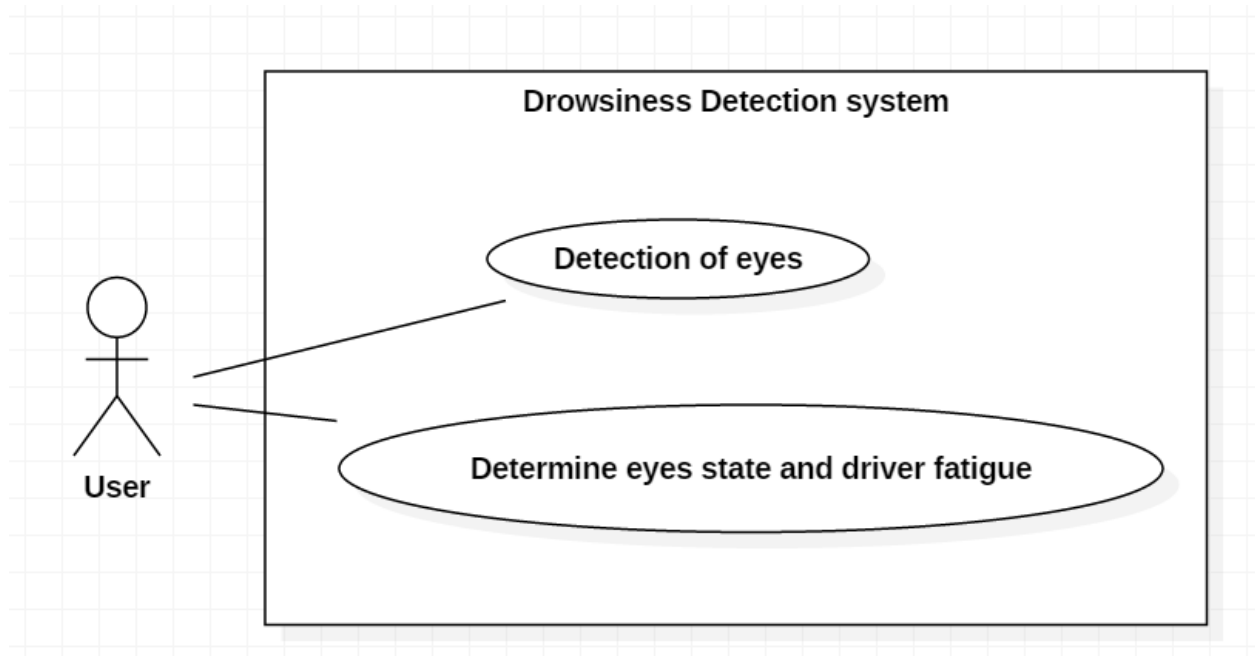 Drowsiness Detection system
Detection of eyes
Determine eyes state and driver fatigue
User